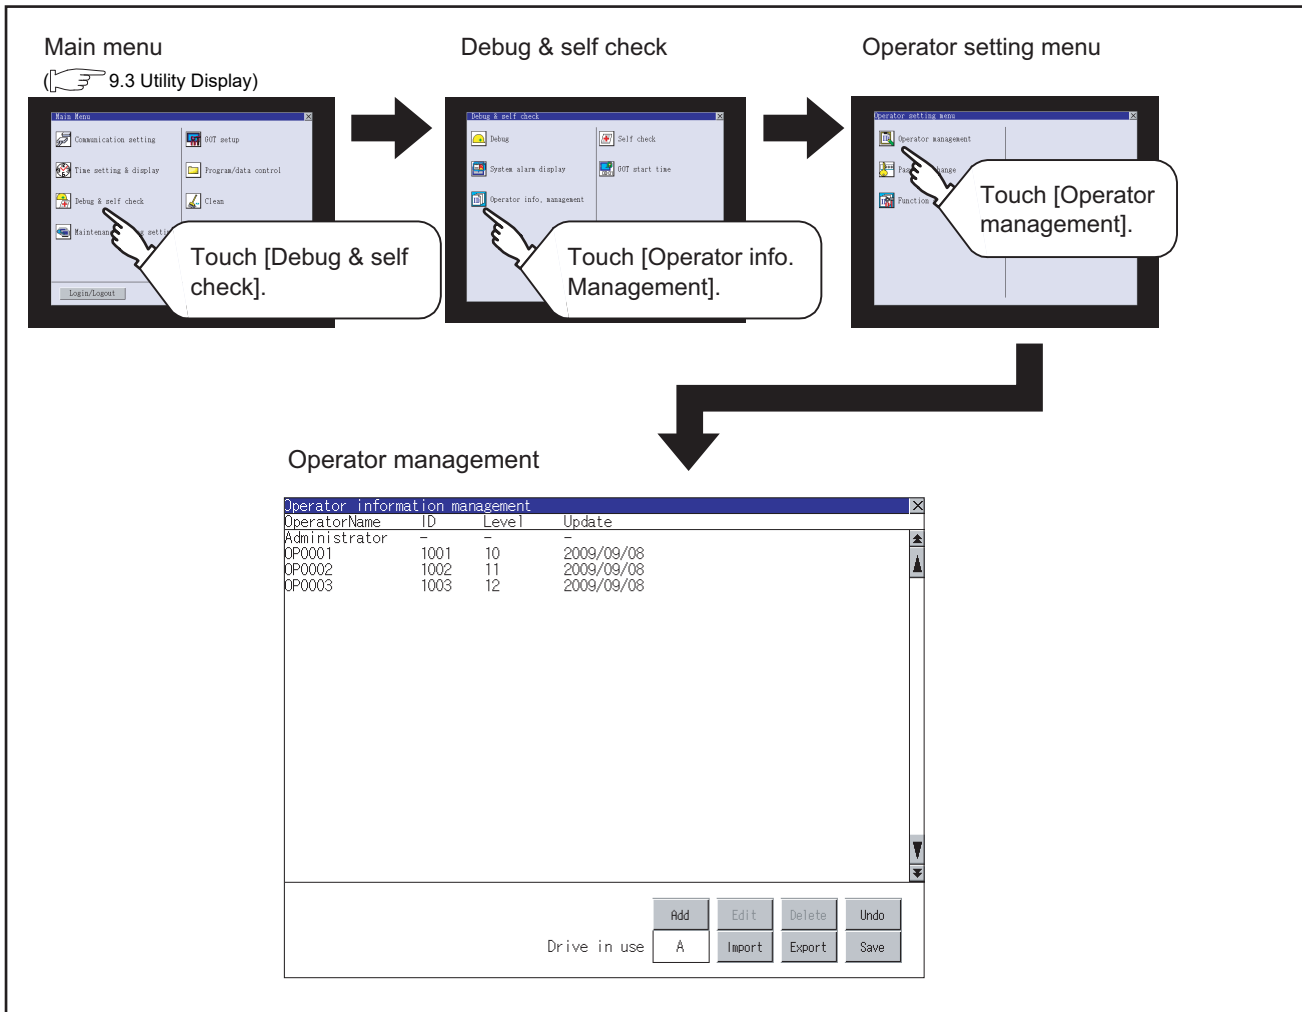 Main menu
( 9.3 Utility Display)
Debug & self check
Operator setting menu
Main Menu
Communication setting
GOT setup
Time setting & display
Program/data control
Debug & self check
Clean
Login/Logout
Touch [Debug & self
check].
Debug & self check
Debug
Self check
System alarm display
GOT start time
Operator info. management
Touch [Operator info.
Management].
Operator setting menu
Operator management
Function
Touch [Operator
management].
Operator management
Operator information management
OperatorName ID Level Update
Administrator - - -
OP0001 1001 10 2009/09/08
OP0002 1002 11 2009/09/08
OP0003 1003 12 2009/09/08
Add Edit Delete Undo
Drive in use A Import Export Save